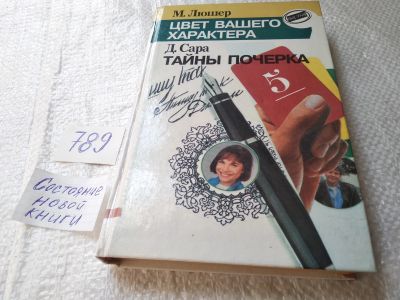 М. Люшер
ЦВЕТ ВАШЕГО
ХАРАКТЕРА
Д. Сара
ТАЙНЫ ПОЧЕРКА
5/
789
Состояние
новой
книги